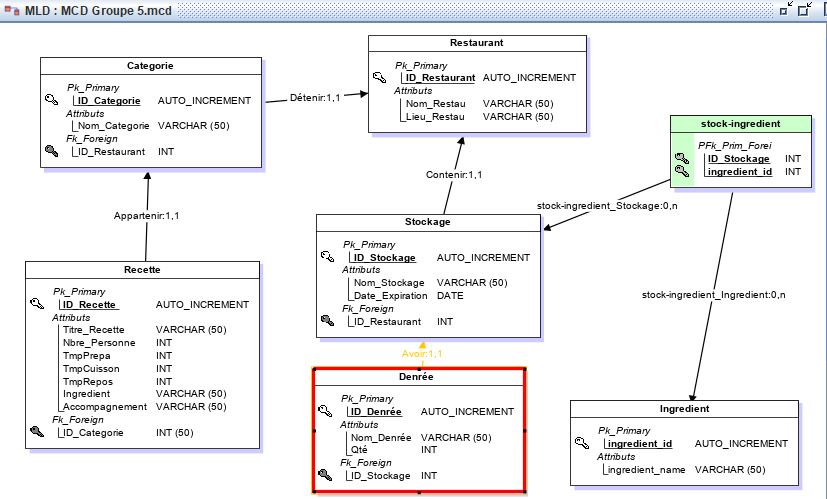 MLD : MCD Groupe 5.mcd
Restaurant
Pk_Primary
ID_Restaurant AUTO_INCREMENT
Attributs
Nom_Restau VARCHAR (50)
Lieu_Restau VARCHAR (50)
Categorie
Pk_Primary
ID_Categorie AUTO_INCREMENT
Attributs
Nom_Categorie VARCHAR (50)
Fk_Foreign
ID_Restaurant INT
Détenir:1,1
stock-ingredient
PFk_Prim_Forei
ID_Stockage INT
ingredient_id INT
Contenir:1,1
stock-ingredient_Stockage:0,n
Appartenir:1,1
Stockage
Pk_Primary
ID_Stockage AUTO_INCREMENT
Attributs
Nom_Stockage VARCHAR (50)
Date_Expiration DATE
Fk_Foreign
ID_Restaurant INT
Recette
Pk_Primary
ID_Recette AUTO_INCREMENT
Attributs
Titre_Recette VARCHAR (50)
Nbre_Personne INT
TmpPrepa INT
TmpCuisson INT
TmpRepos INT
Ingredient VARCHAR (50)
Accompagnement VARCHAR (50)
Fk_Foreign
ID_Categorie INT (50)
stock-ingredient_Ingredient:0,n
Avoir:1,1
Denrée
Pk_Primary
ID_Denrée AUTO_INCREMENT
Attributs
Nom_Denrée VARCHAR (50)
Qté INT
Fk_Foreign
ID_Stockage INT
Ingredient
Pk_Primary
ingredient_id AUTO_INCREMENT
Attributs
ingredient_name VARCHAR (50)